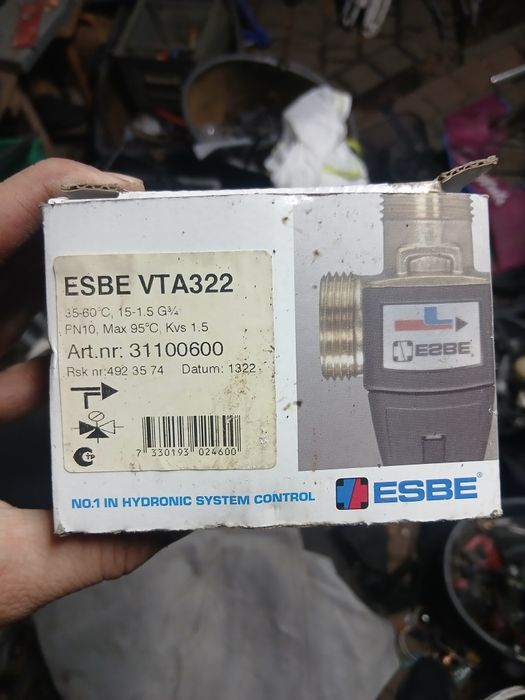 ESBE VTA322
35-60°C, 15-1.5 G¾
PN10, Max 95°C, Kvs 1.5
Art.nr: 31100600
Rsk nr:492 35 74 Datum: 1322
7 330193 024600
ESBE
NO.1 IN HYDRONIC SYSTEM CONTROL
ESBE®